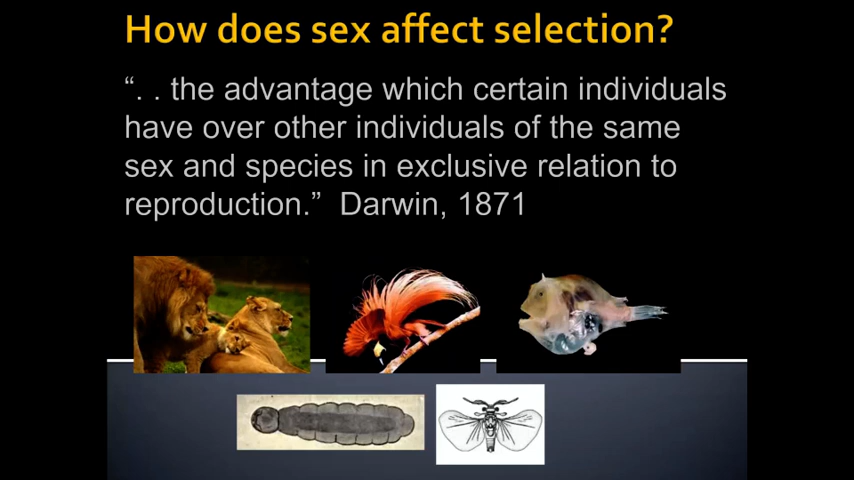 How does sex affect selection?
“. . the advantage which certain individuals
have over other individuals of the same
sex and species in exclusive relation to
reproduction.” Darwin, 1871